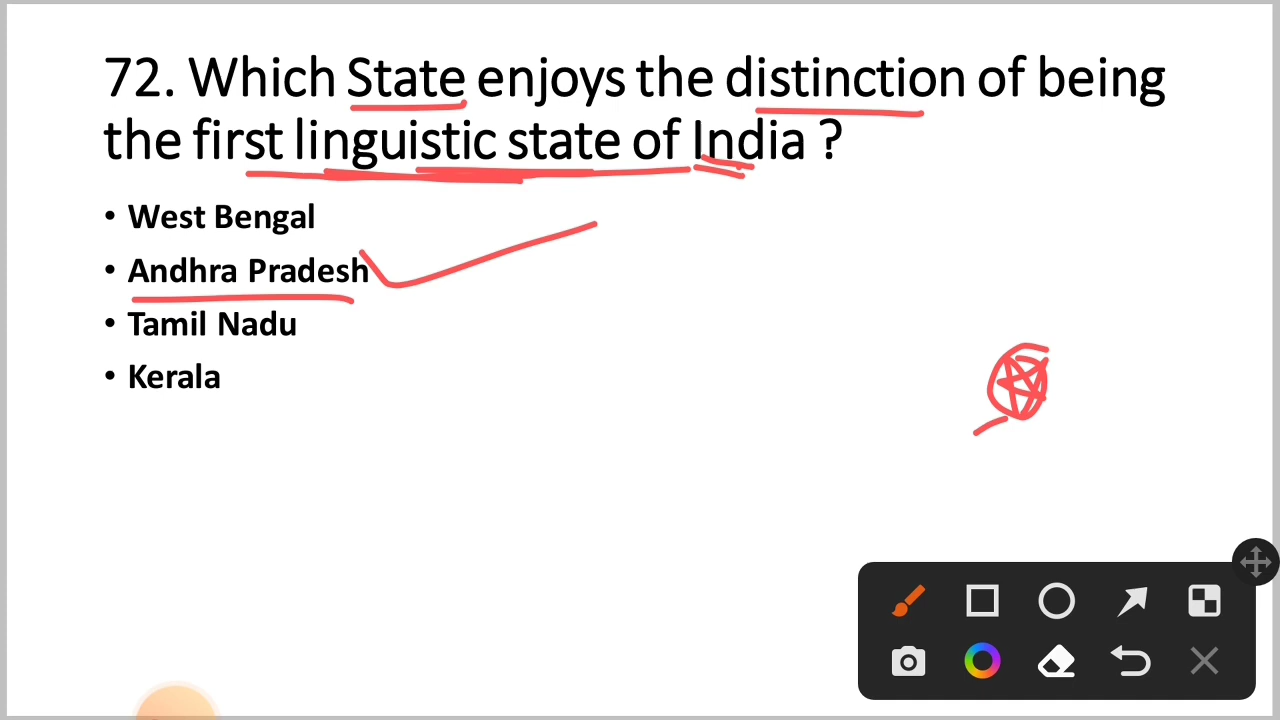 72. Which State enjoys the distinction of being
the first linguistic state of India ?
• West Bengal
• Andhra Pradesh
• Tamil Nadu
• Kerala